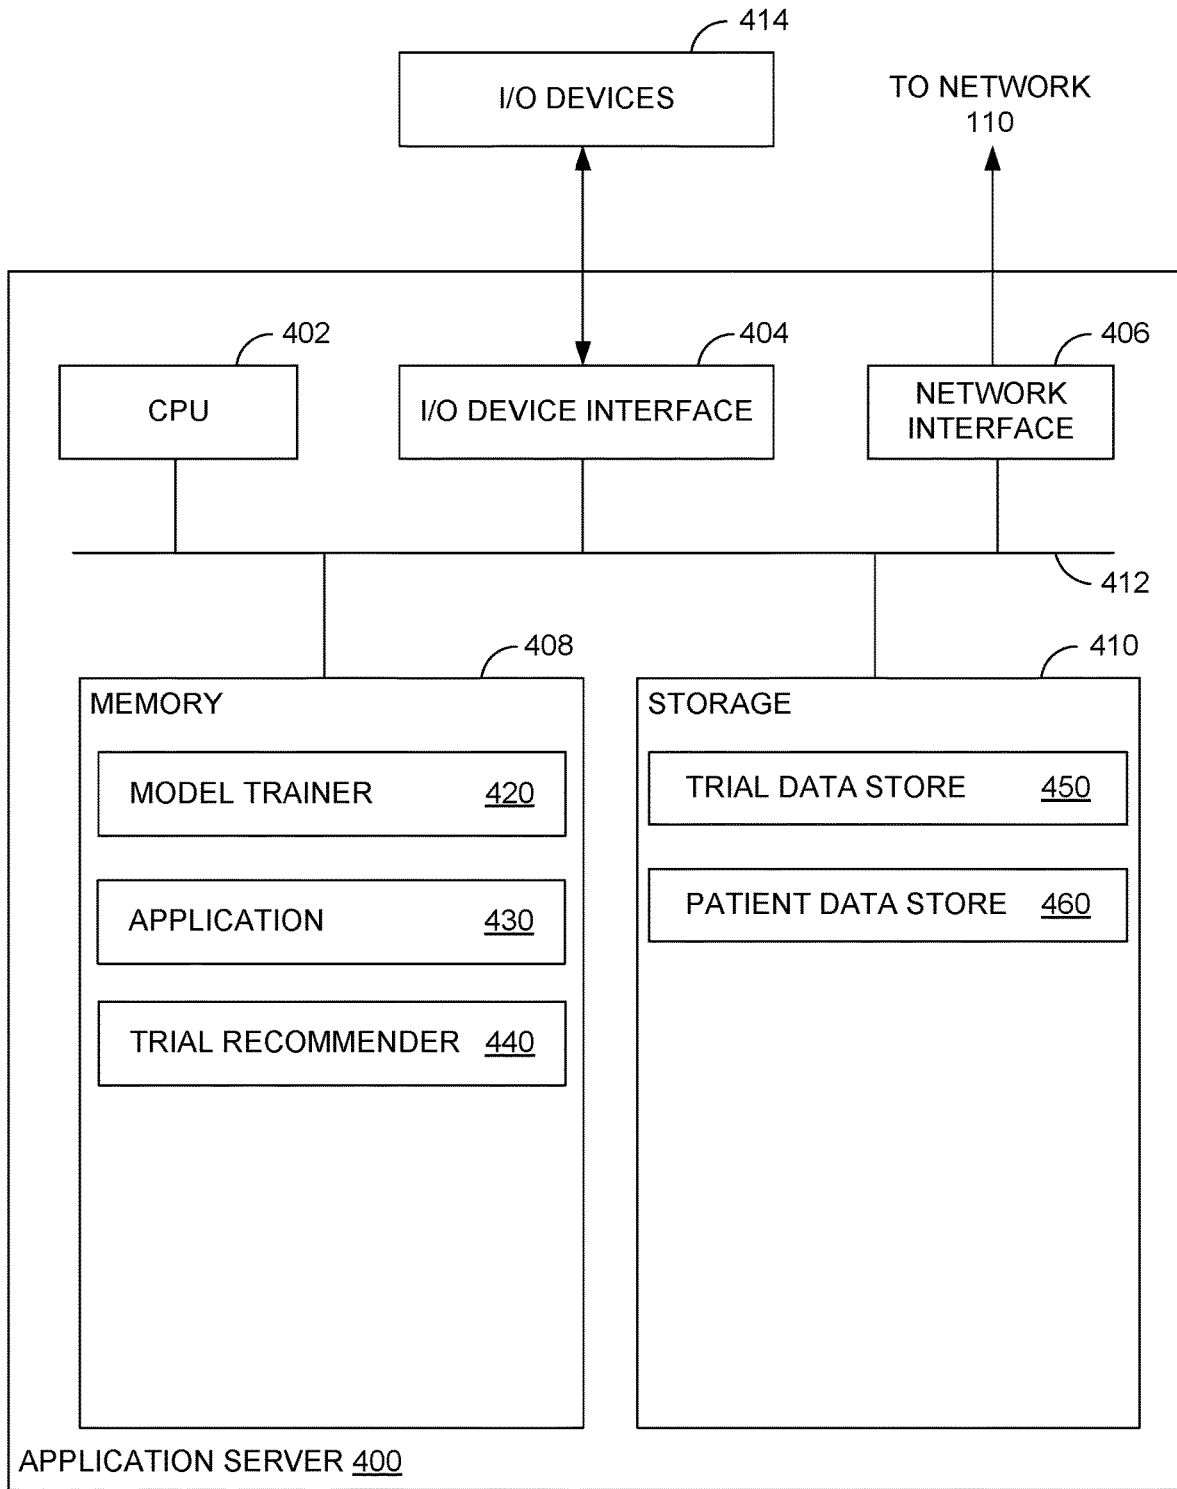 414
I/O DEVICES
TO NETWORK
110
402
404
406
CPU
I/O DEVICE INTERFACE
NETWORK
INTERFACE
412
408
410
MEMORY
STORAGE
MODEL TRAINER 420
TRIAL DATA STORE 450
APPLICATION 430
PATIENT DATA STORE 460
TRIAL RECOMMENDER 440
APPLICATION SERVER 400